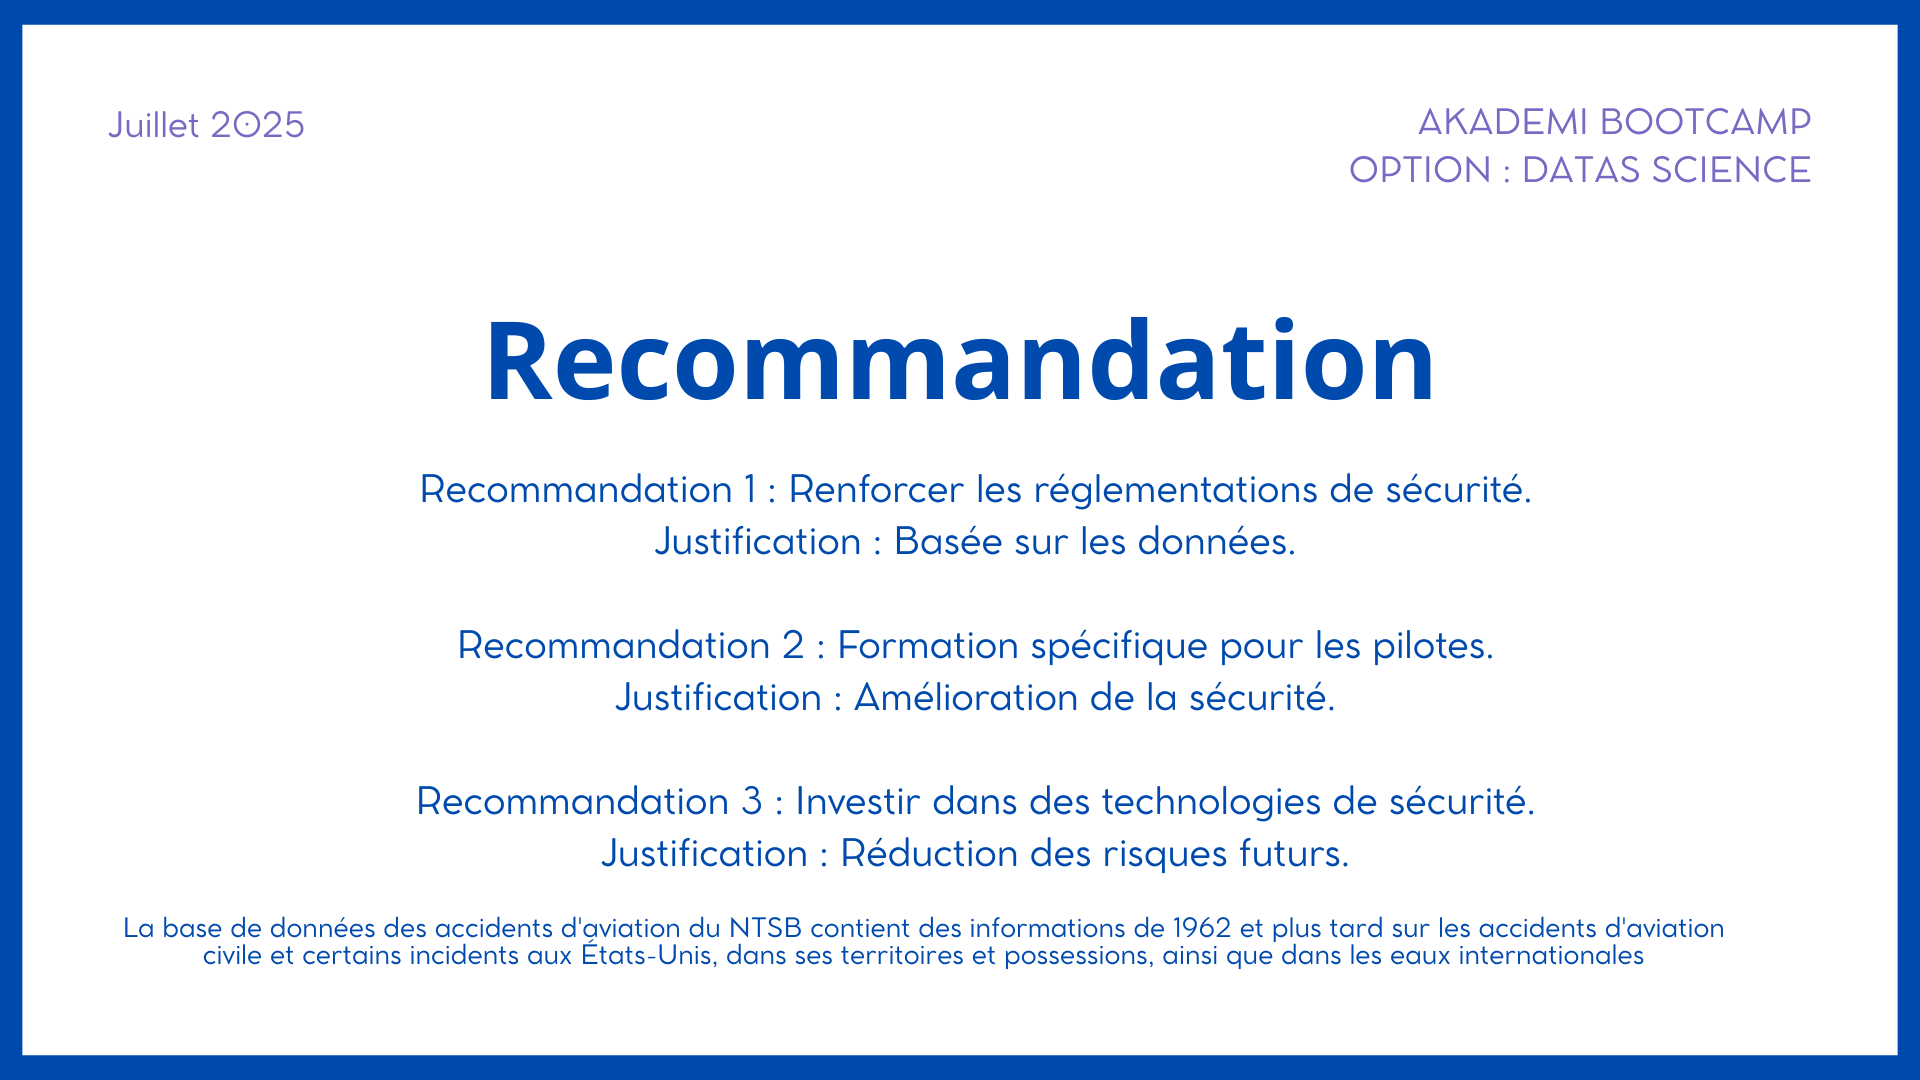 Juillet 2025
AKADEMI BOOTCAMP
OPTION : DATAS SCIENCE
Recommandation
Recommandation 1 : Renforcer les réglementations de sécurité.
Justification : Basée sur les données.
Recommandation 2 : Formation spécifique pour les pilotes.
Justification : Amélioration de la sécurité.
Recommandation 3 : Investir dans des technologies de sécurité.
Justification : Réduction des risques futurs.
La base de données des accidents d'aviation du NTSB contient des informations de 1962 et plus tard sur les accidents d'aviation
civile et certains incidents aux États-Unis, dans ses territoires et possessions, ainsi que dans les eaux internationales